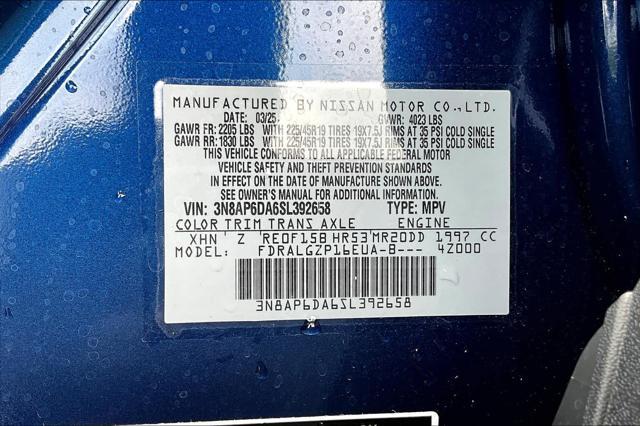 MANUFACTURED BY NISSAN MOTOR CO.,LTD.
DATE: 03/25 GVWR: 4023 LBS
GAWR FR: 2205 LBS WITH 225/45R19 TIRES 19X7.5J RIMS AT 35 PSI COLD SINGLE
GAWR RR: 1830 LBS WITH 225/45R19 TIRES 19X7.5J RIMS AT 35 PSI COLD SINGLE
THIS VEHICLE CONFORMS TO ALL APPLICABLE FEDERAL MOTOR
VEHICLE SAFETY AND THEFT PREVENTION STANDARDS
IN EFFECT ON THE DATE OF MANUFACTURE SHOWN ABOVE.
SEE OWNER'S MANUAL FOR ADDITIONAL INFORMATION.
VIN: 3N8AP6DA6SL392658 TYPE: MPV
COLOR TRIM TRANS AXLE ENGINE
XHN' Z 'RE0F15B HR53'MR20DD 1997 CC
MODEL: FDRALGZP16EUA-B--- 4Z000
3N8AP6DA6SL392658